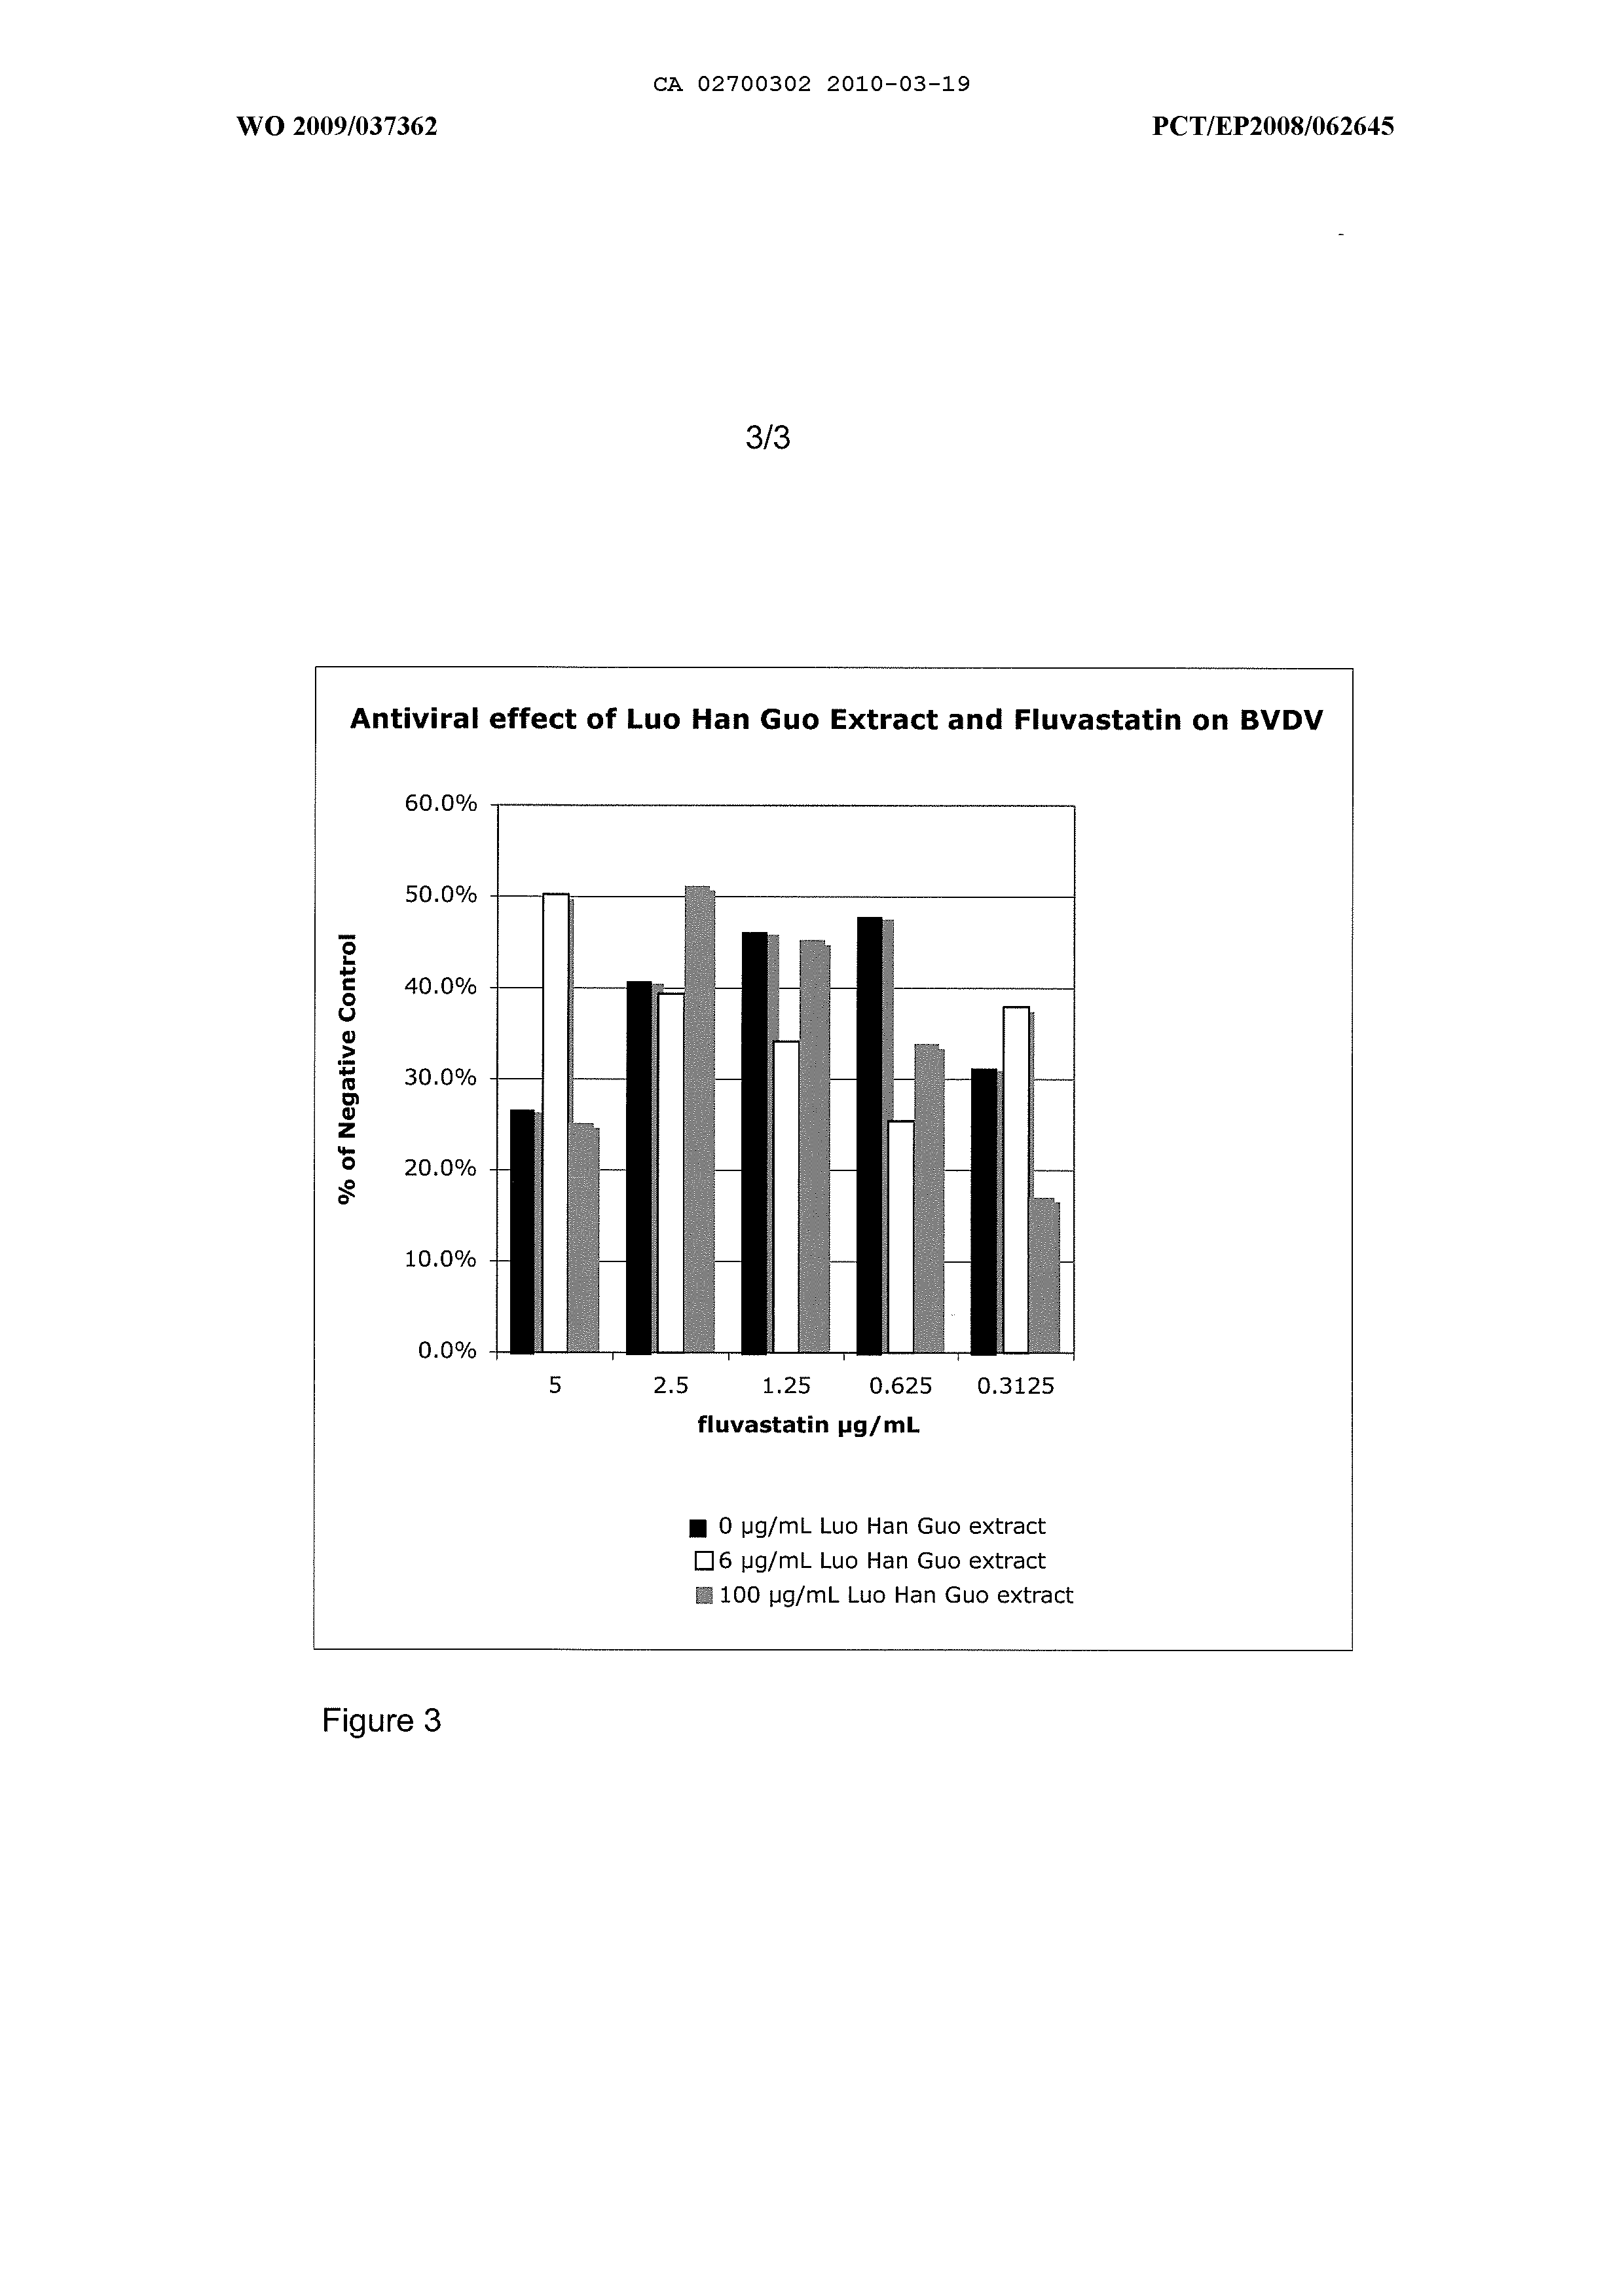 CA 02700302 2010-03-19
WO 2009/037362
PCT/EP2008/062645
3/3
Antiviral effect of Luo Han Guo Extract and Fluvastatin on BVDV
% of Negative Control
60.0%
50.0%
40.0%
30.0%
20.0%
10.0%
0.0%
5 2.5 1.25 0.625 0.3125
fluvastatin µg/mL
0 µg/mL Luo Han Guo extract
6 µg/mL Luo Han Guo extract
100 µg/mL Luo Han Guo extract
Figure 3